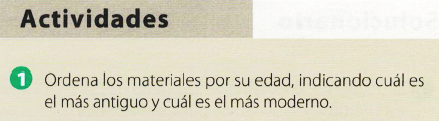 Actividades
1 Ordena los materiales por su edad, indicando cuál es
el más antiguo y cuál es el más moderno.